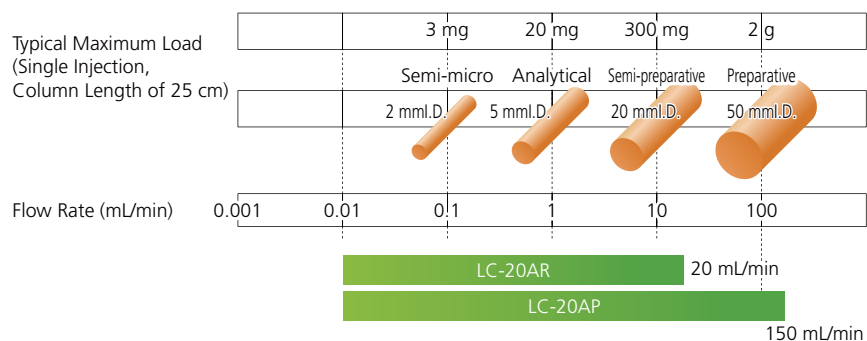 3 mg 20 mg 300 mg 2 g
Typical Maximum Load
(Single Injection,
Column Length of 25 cm)
Semi-micro Analytical Semi-preparative Preparative
2 mmI.D. 5 mmI.D. 20 mmI.D. 50 mmI.D.
Flow Rate (mL/min) 0.001 0.01 0.1 1 10 100
LC-20AR 20 mL/min
LC-20AP
150 mL/min